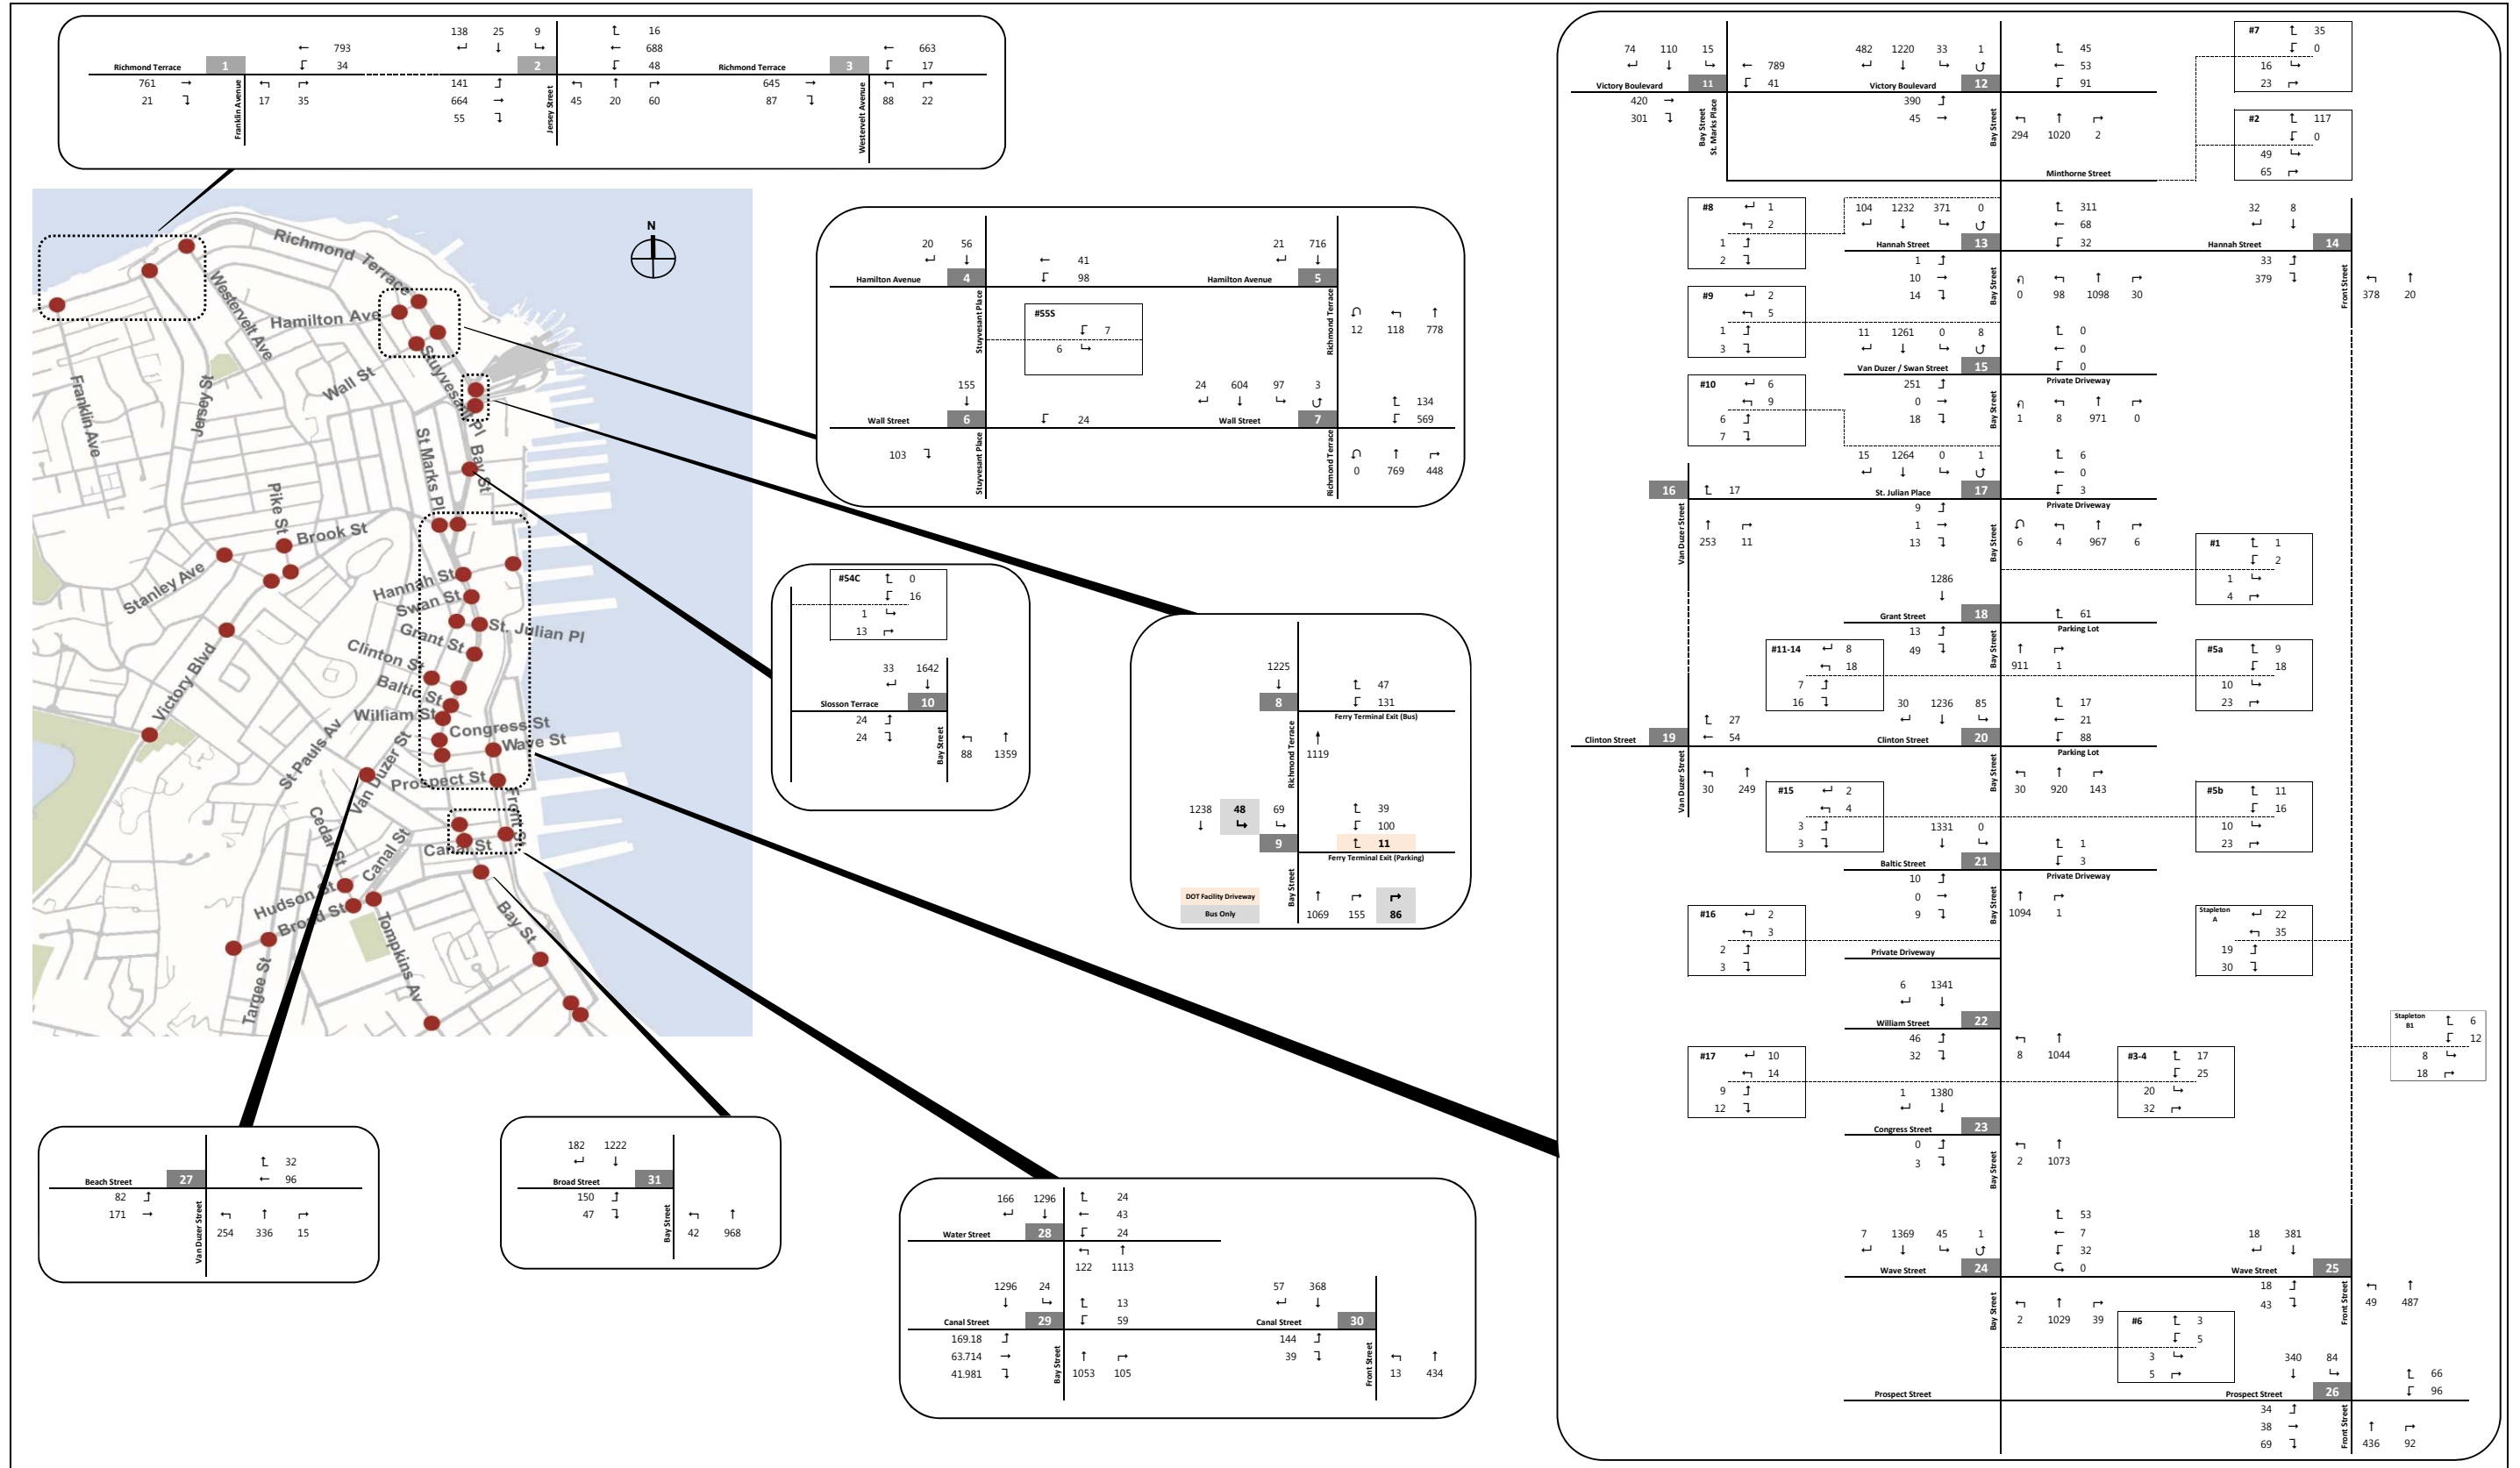 138 25 9 16
793 688 663
34 48 17
Richmond Terrace 1 2 Richmond Terrace 3
761 141 645
21 17 35 664 45 20 60 87 88 22
55
Franklin Avenue
Jersey Street
Westervelt Avenue
N
Richmond Terrace
Westervelt Ave
Hamilton Ave
Franklin Ave
Jersey St
Wall St
Stuyvesant Pl
St Marks Pl
Bay St
Pike St
Brook St
Stanley Ave
Hannah St
Swan St
St. Julian Pl
Grant St
Clinton St
Baltic St
William St
Congress St
Wave St
Victory Blvd
St Pauls Av
Van Duzer St
Prospect St
Front St
Cedar St
Canal St
Canal St
Hudson St
Broad St
Tompkins Av
Bay St
Targee St
20 56 41 21 716
Hamilton Avenue 4 98 Hamilton Avenue 5
Stuyvesant Place
Richmond Terrace
#55S
7
6
12 118 778
155 24 604 97 3 134
Wall Street 6 24 Wall Street 7 569
103
Stuyvesant Place
Richmond Terrace
0 769 448
#54C 0
16
1
13
33 1642
Slosson Terrace 10
24
24
Bay Street
88 1359
1225 47
8 131
Ferry Terminal Exit (Bus)
Richmond Terrace
1119
1238 48 69 39
100
9 11
Ferry Terminal Exit (Parking)
Bay Street
DOT Facility Driveway
Bus Only
1069 155 86
32
Beach Street 27 96
82
171
Van Duzer Street
254 336 15
182 1222
Broad Street 31
150
47
Bay Street
42 968
166 1296 24
43
Water Street 28 24
122 1113
1296 24 13 57 368
Canal Street 29 59 Canal Street 30
169.18 144
63.714 39
41.981
Bay Street
1053 105
Front Street
13 434
74 110 15 482 1220 33 1 45
789 53
Victory Boulevard 11 41 Victory Boulevard 12 91
420 390
301 45
Bay Street
St. Marks Place
Bay Street
294 1020 2
Minthorne Street
#7 35
0
16
23
#2 117
0
49
65
#8 1
2
1
2
104 1232 371 0 311 32 8
68
Hannah Street 13 32 Hannah Street 14
1 33
10 379
14
Bay Street
0 98 1098 30
Front Street
378 20
#9 2
5
1
3
11 1261 0 8 0
0
Van Duzer / Swan Street 15 0
Private Driveway
251
0
18
Bay Street
1 8 971 0
#10 6
9
6
7
15 1264 0 1 6
0
16 17 St. Julian Place 17 3
Private Driveway
Van Duzer Street
253 11
9
1
13
Bay Street
6 4 967 6
#1 1
2
1
4
1286
Grant Street 18 61
Parking Lot
13
49
Bay Street
911 1
#11-14 8
18
7
16
#5a 9
18
10
23
27 30 1236 85 17
54 21
Clinton Street 19 Clinton Street 20 88
Parking Lot
Van Duzer Street
30 249
Bay Street
30 920 143
#15 2
4
3
3
#5b 11
16
10
23
1331 0 1
Baltic Street 21 3
Private Driveway
10
0
9
Bay Street
1094 1
#16 2
3
2
3
Stapleton
A
22
35
19
30
Private Driveway
6 1341
William Street 22
46
32
8 1044
Stapleton
B1
6
12
8
18
#17 10
14
9
12
#3-4 17
25
20
32
1 1380
Congress Street 23
0
3
Bay Street
2 1073
53
7 1369 45 1 7 18 381
32
Wave Street 24 0 Wave Street 25
Bay Street
2 1029 39
18
43
Front Street
49 487
#6 3
5
3
5
340 84 66
Prospect Street Prospect Street 26 96
34
38
69
Front Street
436 92